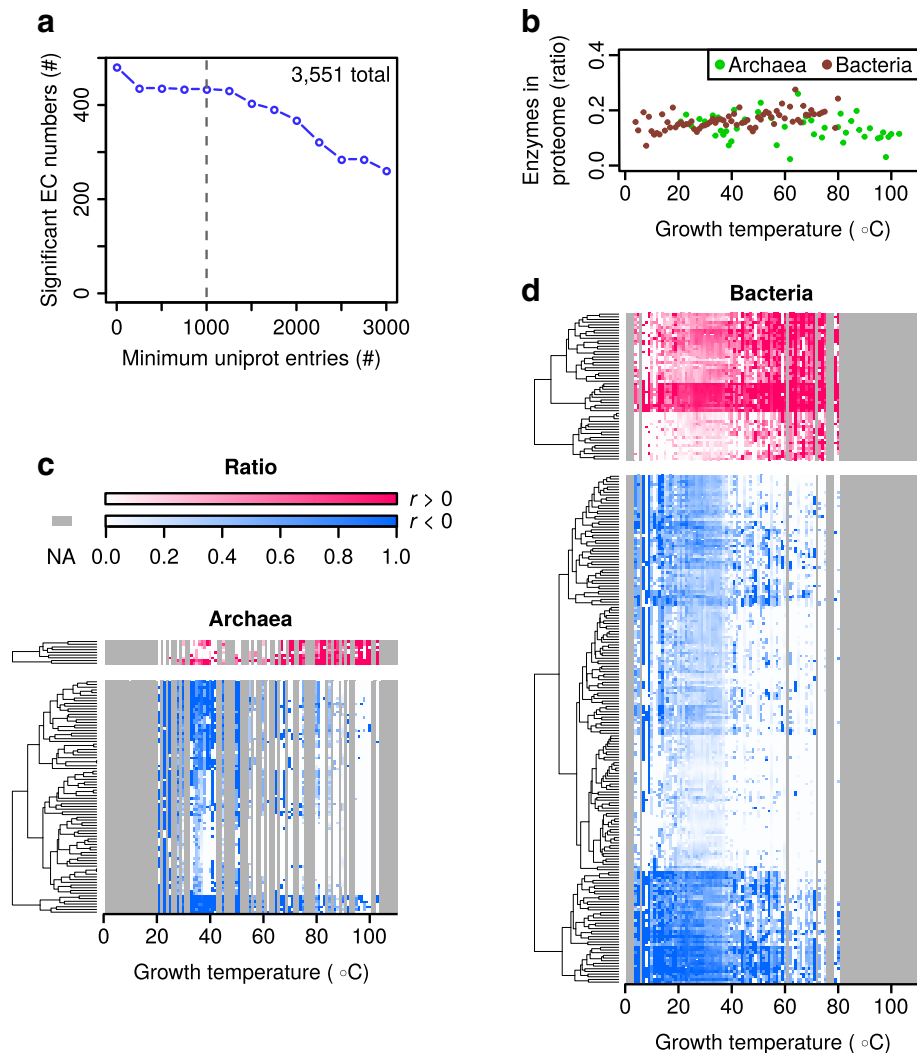 a
Significant EC numbers (#)
0
200
400
3,551 total
0
1000
2000
3000
Minimum uniprot entries (#)
b
Enzymes in
proteome (ratio)
0.0
0.2
0.4
Archaea
Bacteria
0
20
40
60
80
100
Growth temperature ( °C)
c
Ratio
r > 0
r < 0
NA
0.0
0.2
0.4
0.6
0.8
1.0
Archaea
0
20
40
60
80
100
Growth temperature ( °C)
d
Bacteria
0
20
40
60
80
100
Growth temperature ( °C)